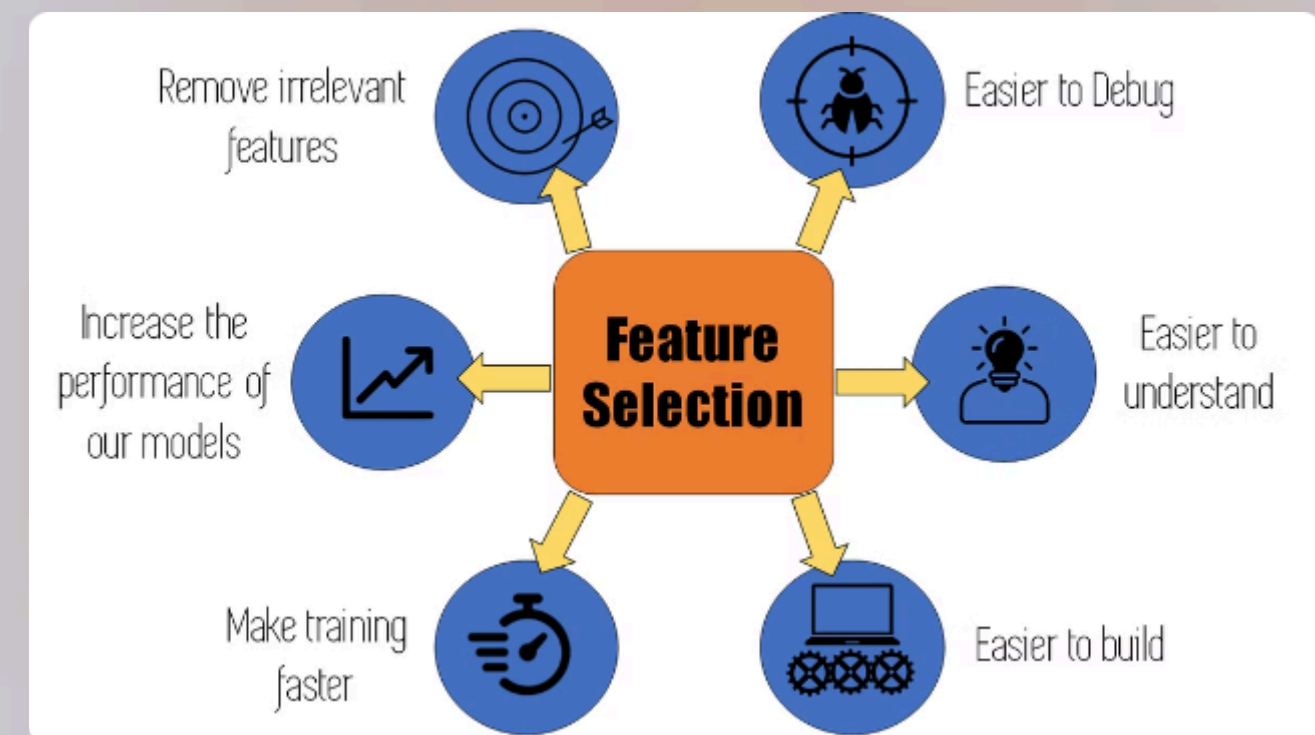 Remove irrelevant
features
Easier to Debug
Increase the
performance of
our models
Feature
Selection
Easier to
understand
Make training
faster
Easier to build